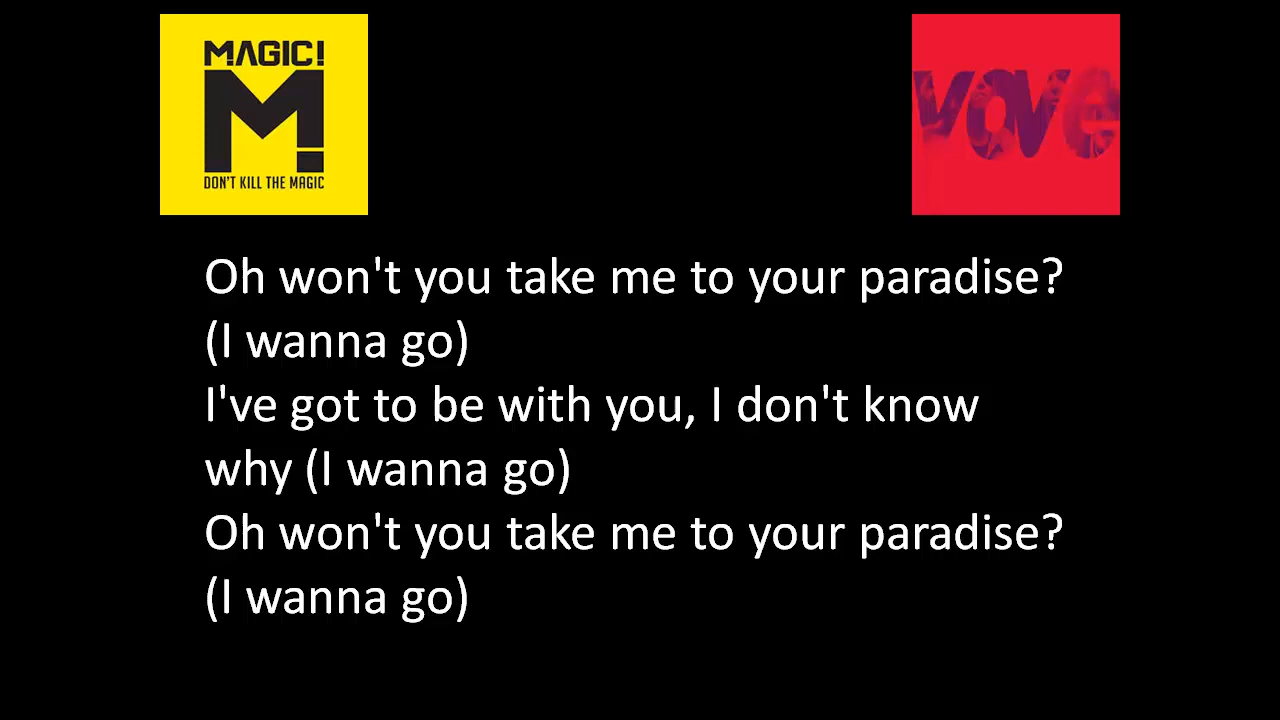 MAGIC!
M!
DON'T KILL THE MAGIC
vove
Oh won't you take me to your paradise?
(I wanna go)
I've got to be with you, I don't know
why (I wanna go)
Oh won't you take me to your paradise?
(I wanna go)